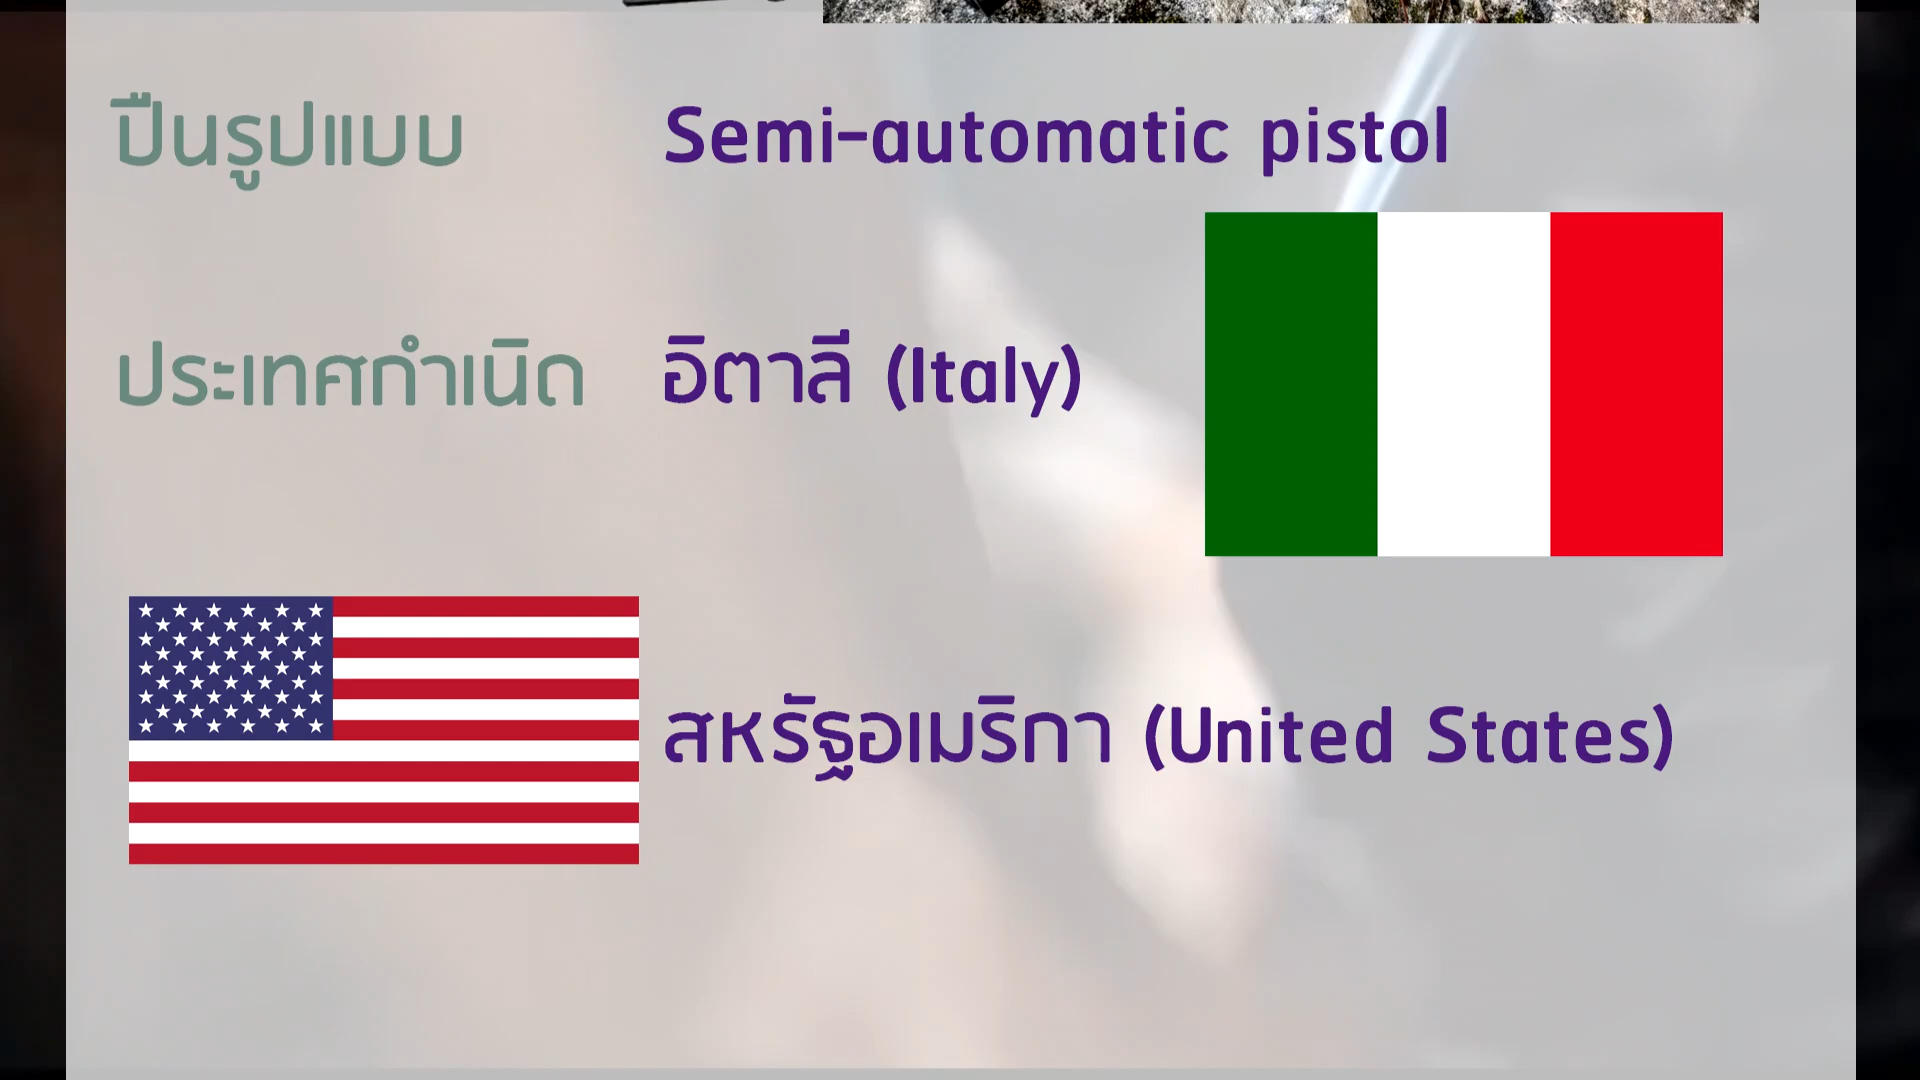 ปืนรูปแบบ Semi-automatic pistol
ประเทศกำเนิด อิตาลี (Italy)
สหรัฐอเมริกา (United States)